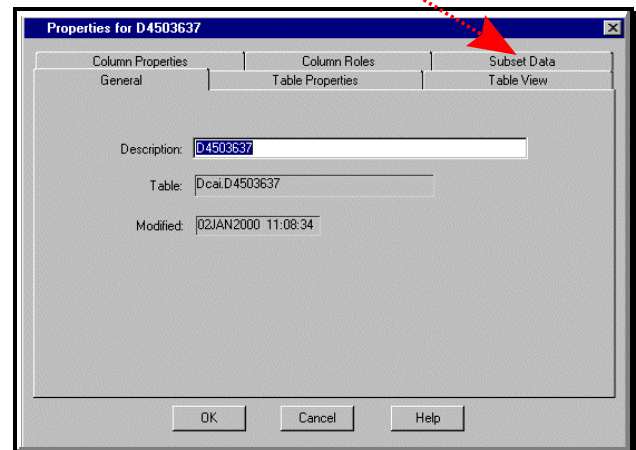 Properties for D4503637
Column Properties Column Roles Subset Data
General Table Properties Table View
Description: D4503637
Table: Dcai.D4503637
Modified: 02JAN2000 11:08:34
OK Cancel Help